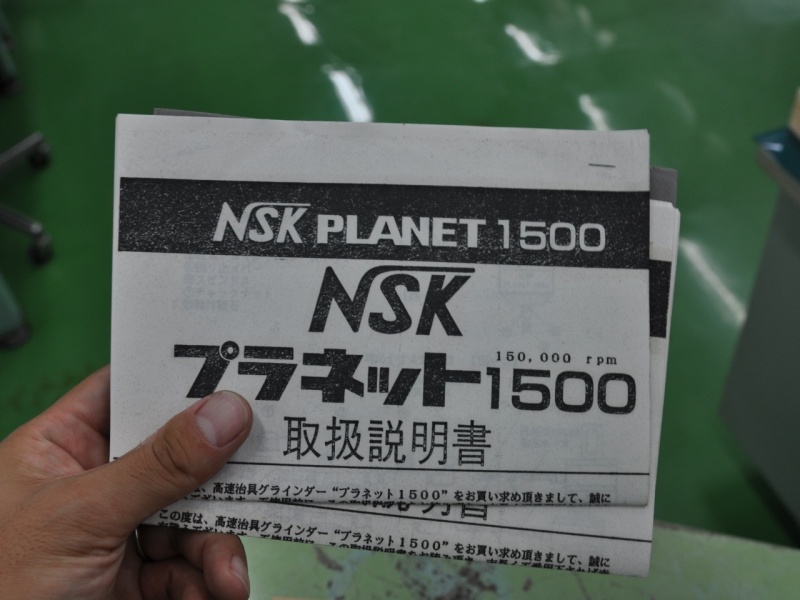 NSK PLANET 1500
NSK
150,000 rpm
プラネット1500
取扱説明書
は、高速治具グラインダー“プラネット1500”をお買い求め頂きまして、誠に
この度は、高速治具グラインダー“プラネット1500”をお買い求め頂きまして、誠に